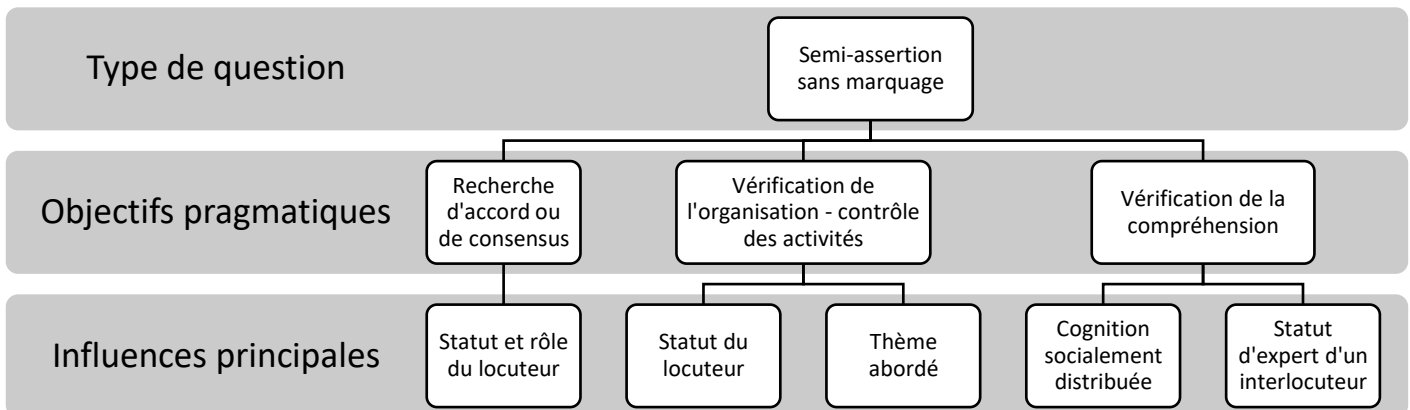 Type de question
Semi-assertion
sans marquage
Objectifs pragmatiques
Recherche
d'accord ou
de consensus
Vérification de
l'organisation - contrôle
des activités
Vérification de la
compréhension
Influences principales
Statut et rôle
du locuteur
Statut du
locuteur
Thème
abordé
Cognition
socialement
distribuée
Statut
d'expert d'un
interlocuteur